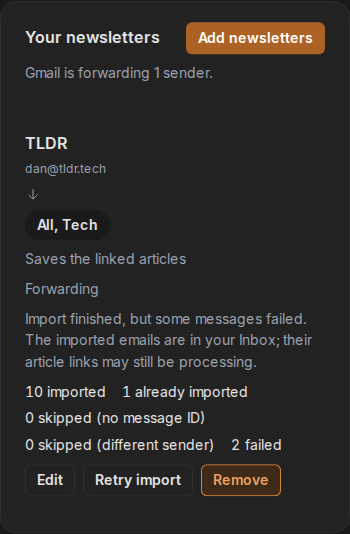 Your newsletters
Add newsletters
Gmail is forwarding 1 sender.
TLDR
dan@tldr.tech
↓
All, Tech
Saves the linked articles
Forwarding
Import finished, but some messages failed.
The imported emails are in your Inbox; their
article links may still be processing.
10 imported 1 already imported
0 skipped (no message ID)
0 skipped (different sender) 2 failed
Edit Retry import Remove